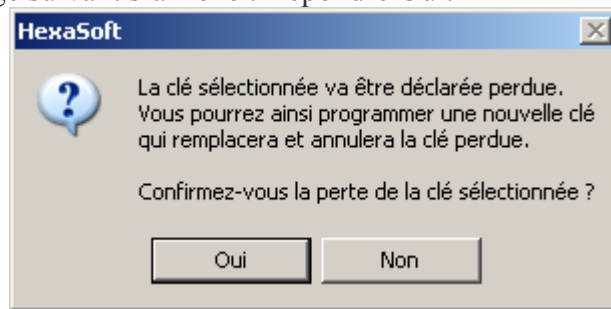 HexaSoft
La clé sélectionnée va être déclarée perdue.
Vous pourrez ainsi programmer une nouvelle clé
qui remplacera et annulera la clé perdue.
Confirmez-vous la perte de la clé sélectionnée ?
Oui
Non